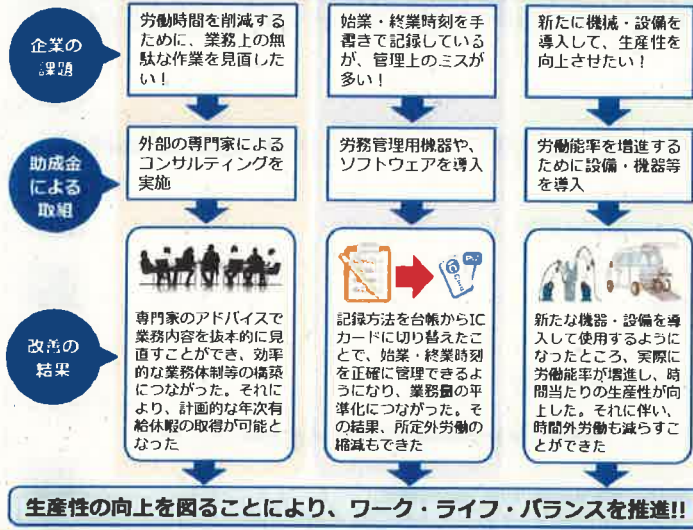 企業の
課題
労働時間を削減する
ために、業務上の無
駄な作業を見直した
い！
始業・終業時刻を手
書きで記録している
が、管理上のミスが
多い！
新たに機械・設備を
導入して、生産性を
向上させたい！
助成金
による
取組
外部の専門家による
コンサルティングを
実施
労務管理用機器や、
ソフトウェアを導入
労働能率を増進する
ために設備・機器等
を導入
改善の
結果
専門家のアドバイスで
業務内容を抜本的に見
直すことができ、効率
的な業務体制等の構築
につながった。それに
より、計画的な年次有
給休暇の取得が可能と
なった
記録方法を台帳からIC
カードに切り替えたこ
とで、始業・終業時刻
を正確に管理できるよ
うになり、業務量の平
準化につながった。そ
の結果、所定外労働の
縮減もできた
新たな機器・設備を導
入して使用するように
なったところ、実際に
労働能率が増進し、時
間当たりの生産性が向
上した。それに伴い、
時間外労働も減らすこ
とができた
生産性の向上を図ることにより、ワーク・ライフ・バランスを推進!!